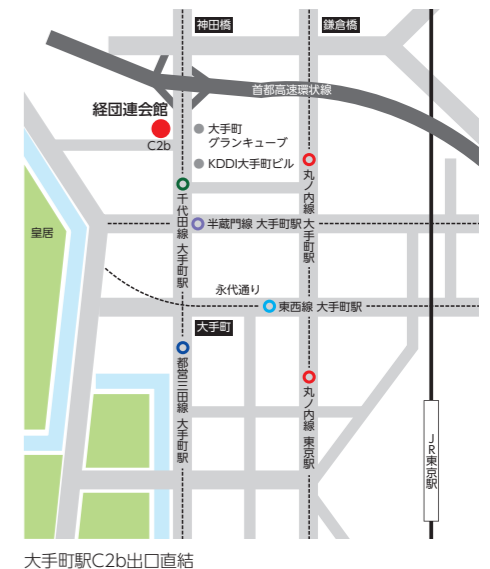 神田橋
鎌倉橋
首都高速環状線
経団連会館
C2b
大手町
グランキューブ
KDDI大手町ビル
千代田線 大手町駅
丸ノ内線 大手町駅
半蔵門線 大手町駅
皇居
永代通り
東西線 大手町駅
大手町
都営三田線 大手町駅
丸ノ内線 東京駅
JR東京駅
大手町駅C2b出口直結